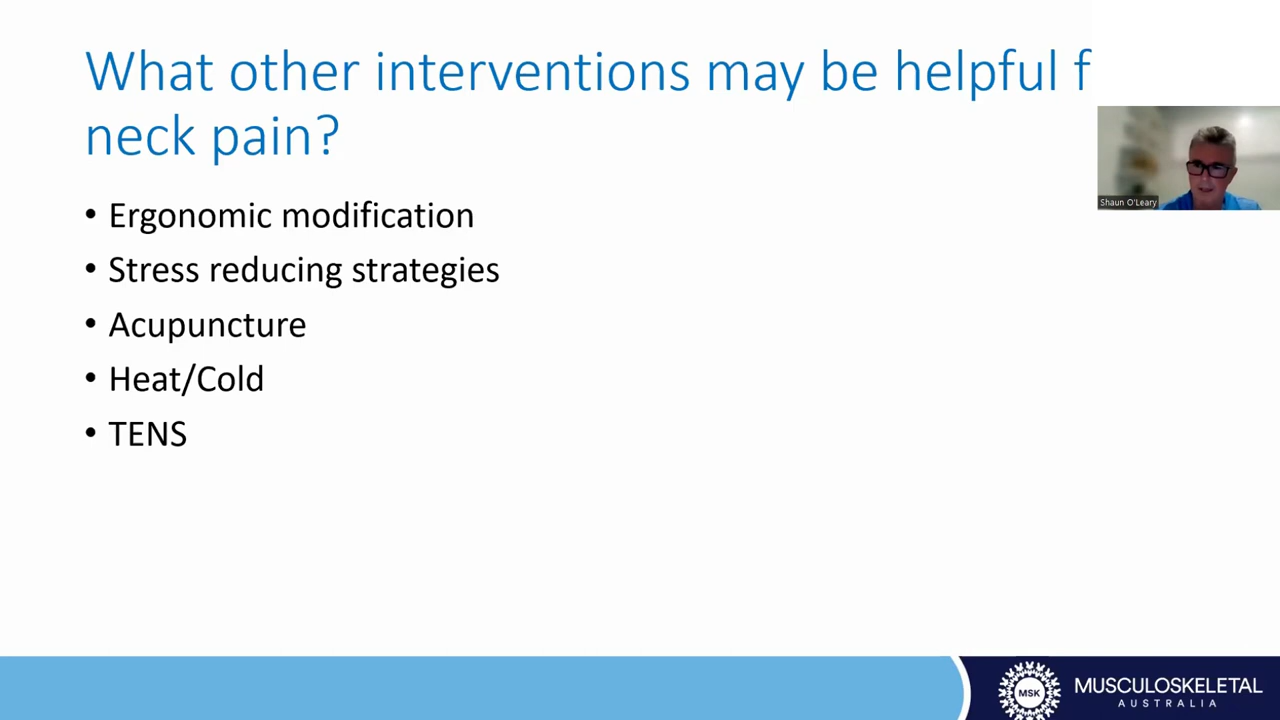 What other interventions may be helpful f
neck pain?
• Ergonomic modification
• Stress reducing strategies
• Acupuncture
• Heat/Cold
• TENS
Shaun O'Leary
MSK
MUSCULOSKELETAL
AUSTRALIA